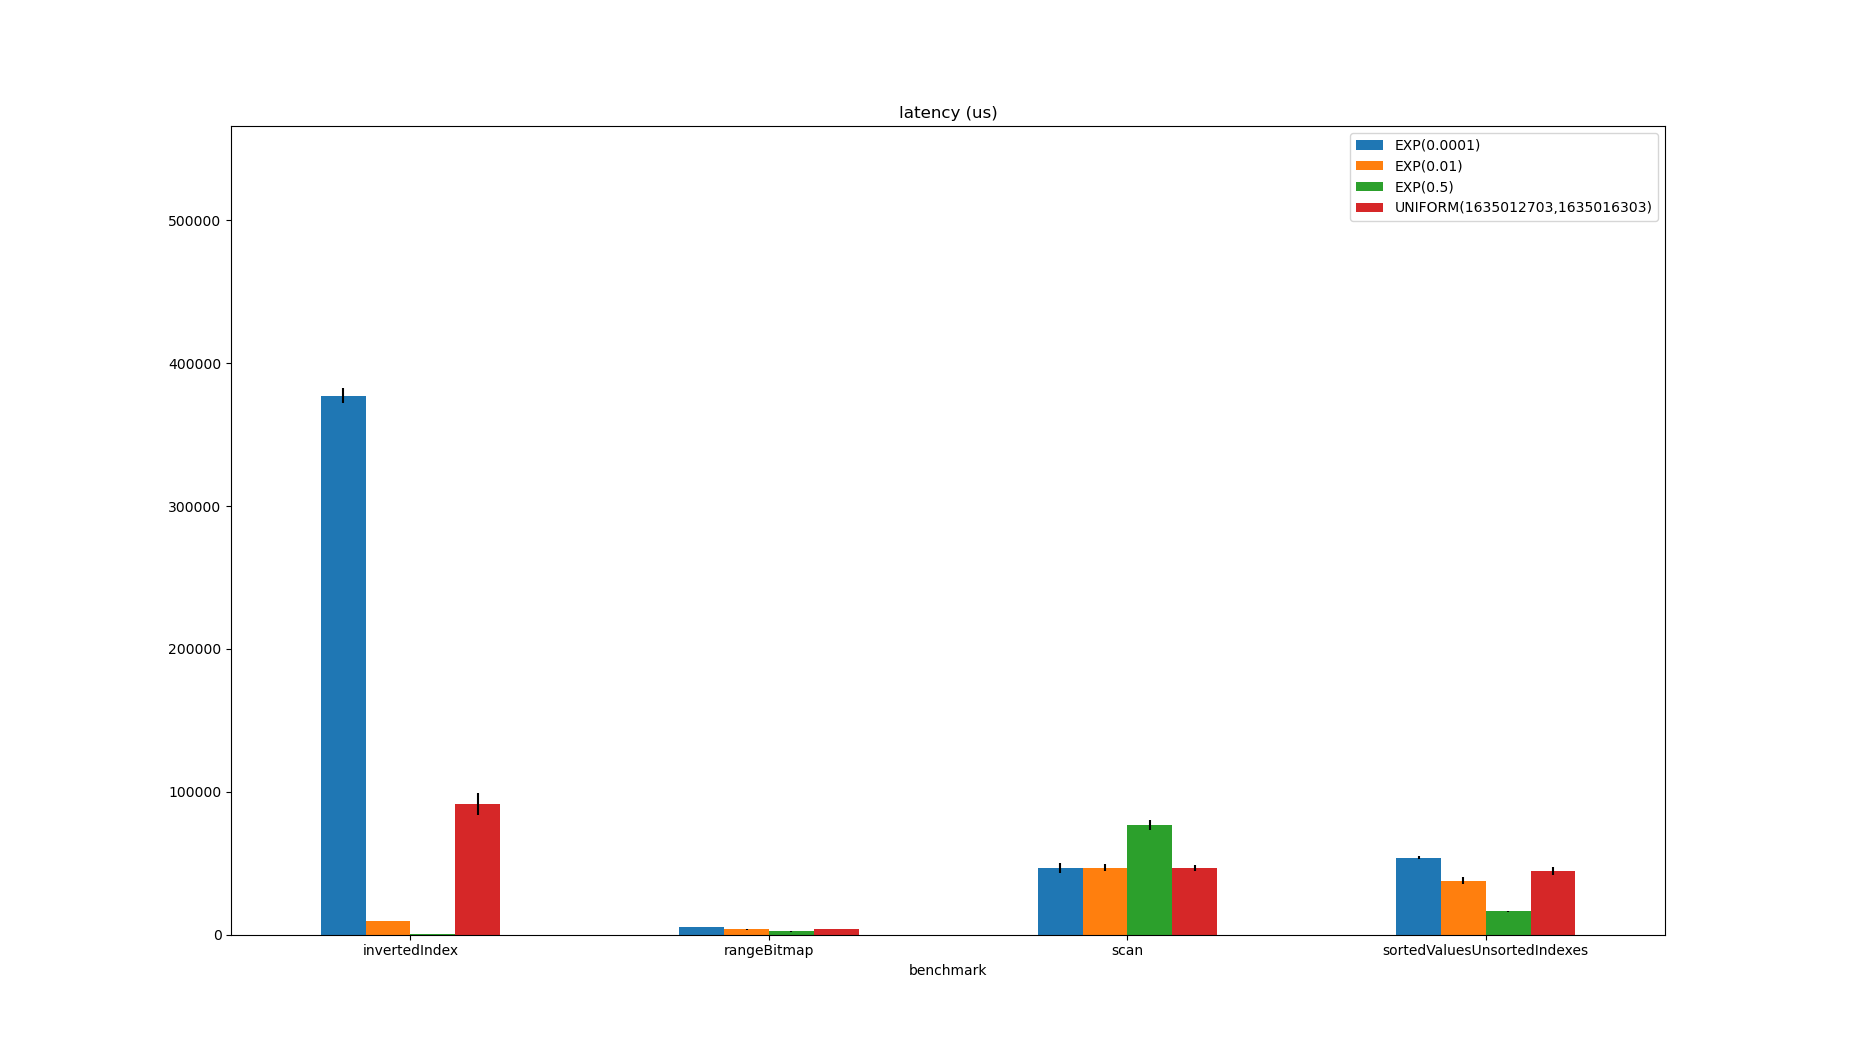 latency (us)
EXP(0.0001)
EXP(0.01)
EXP(0.5)
UNIFORM(1635012703,1635016303)
500000
400000
300000
200000
100000
0
invertedIndex
rangeBitmap
scan
sortedValuesUnsortedIndexes
benchmark